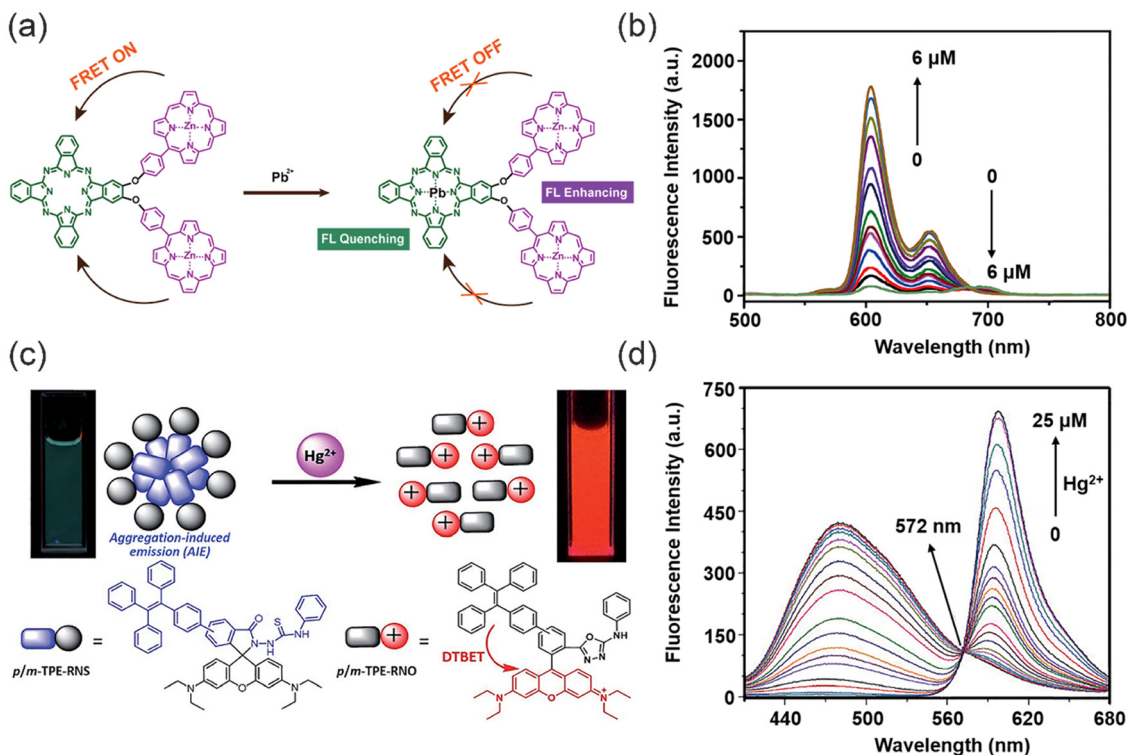 (a)
FRET ON
FRET OFF
Pb²⁺
Zn
Zn
Pb
Zn
Zn
FL Enhancing
FL Quenching
(b)
Fluorescence Intensity (a.u.)
2000
1500
1000
500
0
6 μM
0
0
6 μM
500 600 700 800
Wavelength (nm)
(c)
Hg²⁺
Aggregation-induced
emission (AIE)
p/m-TPE-RNS
=
p/m-TPE-RNO
=
DTBET
(d)
Fluorescence Intensity (a.u.)
750
600
450
300
150
0
25 μM
Hg²⁺
0
572 nm
440 500 560 620 680
Wavelength (nm)